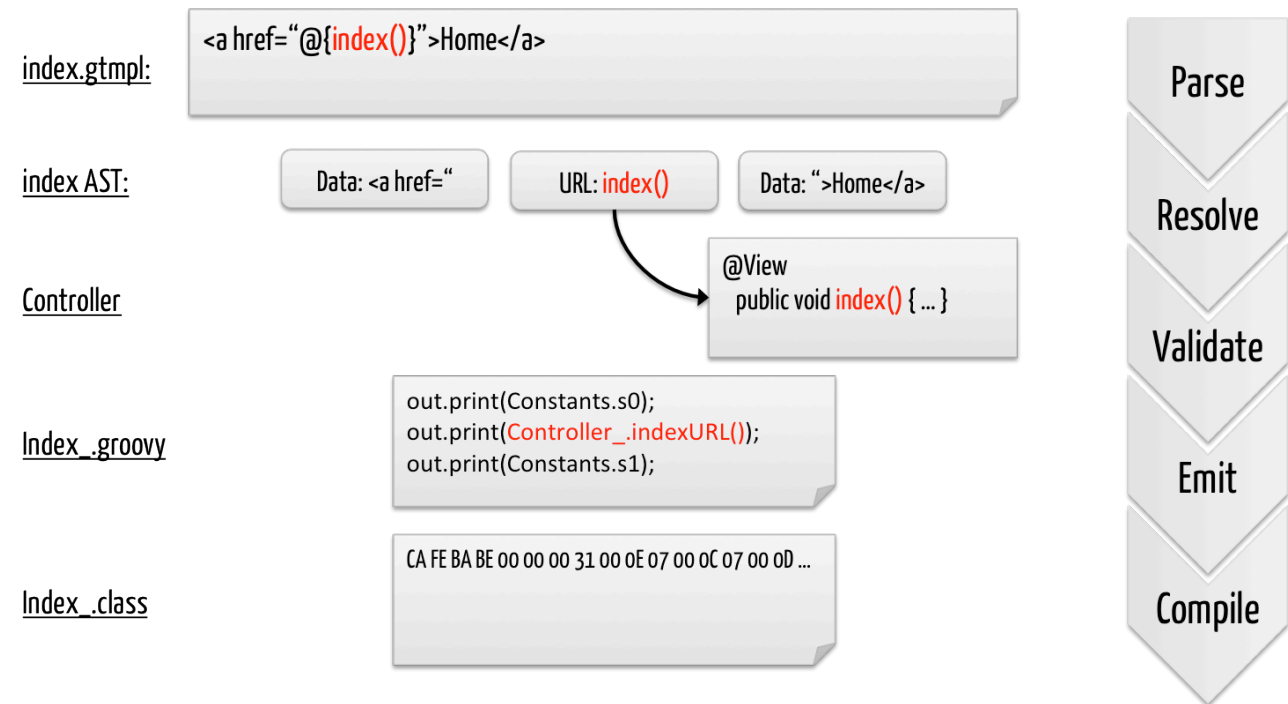 index.gtmpl:
<a href=“@{index()}”>Home</a>
Parse
index AST:
Data: <a href=“
URL: index()
Data: “>Home</a>
Resolve
Controller
@View
public void index() { ... }
Validate
Index_.groovy
out.print(Constants.s0);
out.print(Controller_.indexURL());
out.print(Constants.s1);
Emit
Index_.class
CA FE BA BE 00 00 00 31 00 0E 07 00 0C 07 00 0D ...
Compile